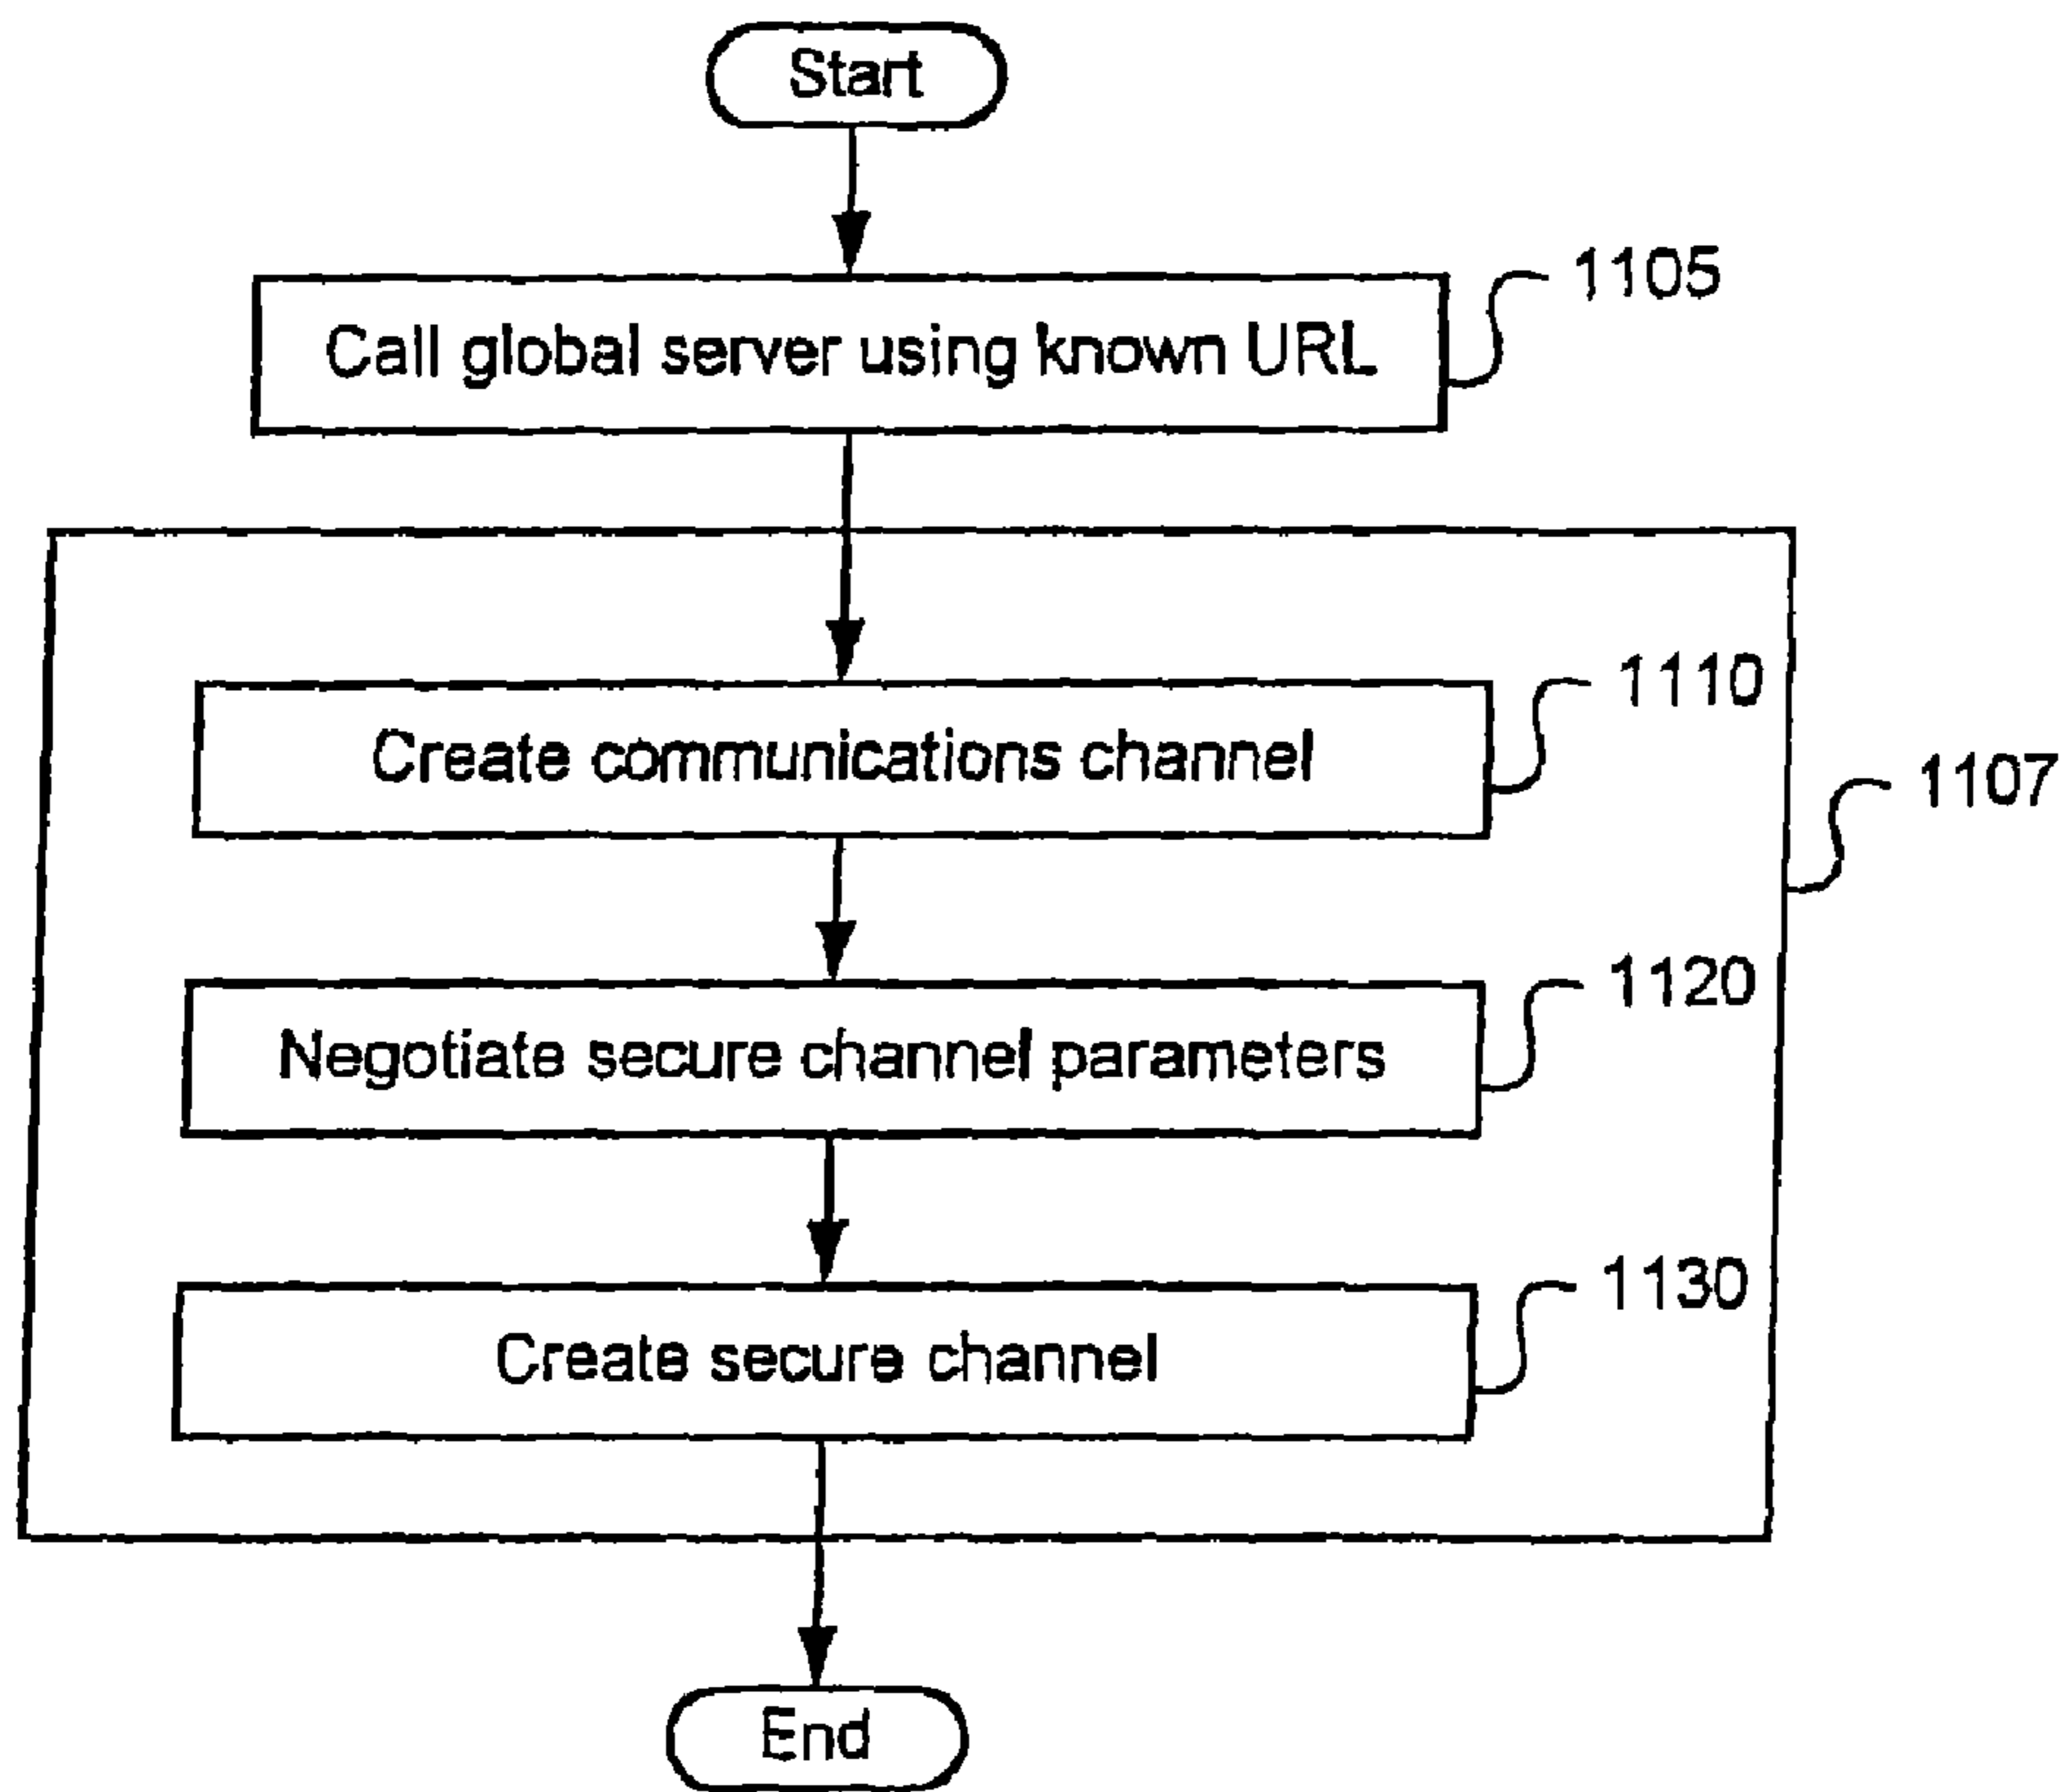 Start
Call global server using known URL
1105
Create communications channel
1110
1107
Negotiate secure channel parameters
1120
Create secure channel
1130
End